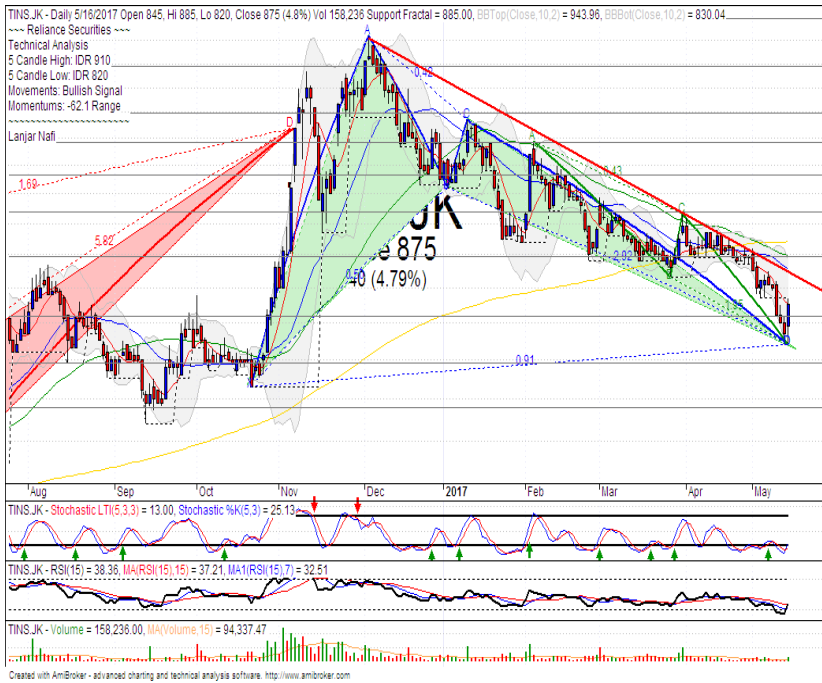 TINS.JK - Daily 5/16/2017 Open 845, Hi 885, Lo 820, Close 875 (4.8%) Vol 158,236 Support Fractal = 885.00, BBTop(Close,10,2) = 943.96, BBBot(Close,10,2) = 830.04
~~~ Reliance Securities ~~~
Technical Analysis
5 Candle High: IDR 910
5 Candle Low: IDR 820
Movements: Bullish Signal
Momentums: -62.1 Range
~~~~~~~~~~~~~~~~~~~~~~~
Lanjar Nafi
A
0.42
D
C
A
0.43
1.69
B
JK
C
5.82
e 875
2.02
B
40 (4.79%)
D
0.91
Aug Sep Oct Nov Dec 2017 Feb Mar Apr May
TINS.JK - Stochastic LTI(5,3,3) = 13.00, Stochastic %K(5,3) = 25.13
TINS.JK - RSI(15) = 38.36, MA(RSI(15),15) = 37.21, MA1(RSI(15),7) = 32.51
TINS.JK - Volume = 158,236.00, MA(Volume,15) = 94,337.47
Created with AmiBroker - advanced charting and technical analysis software. http://www.amibroker.com